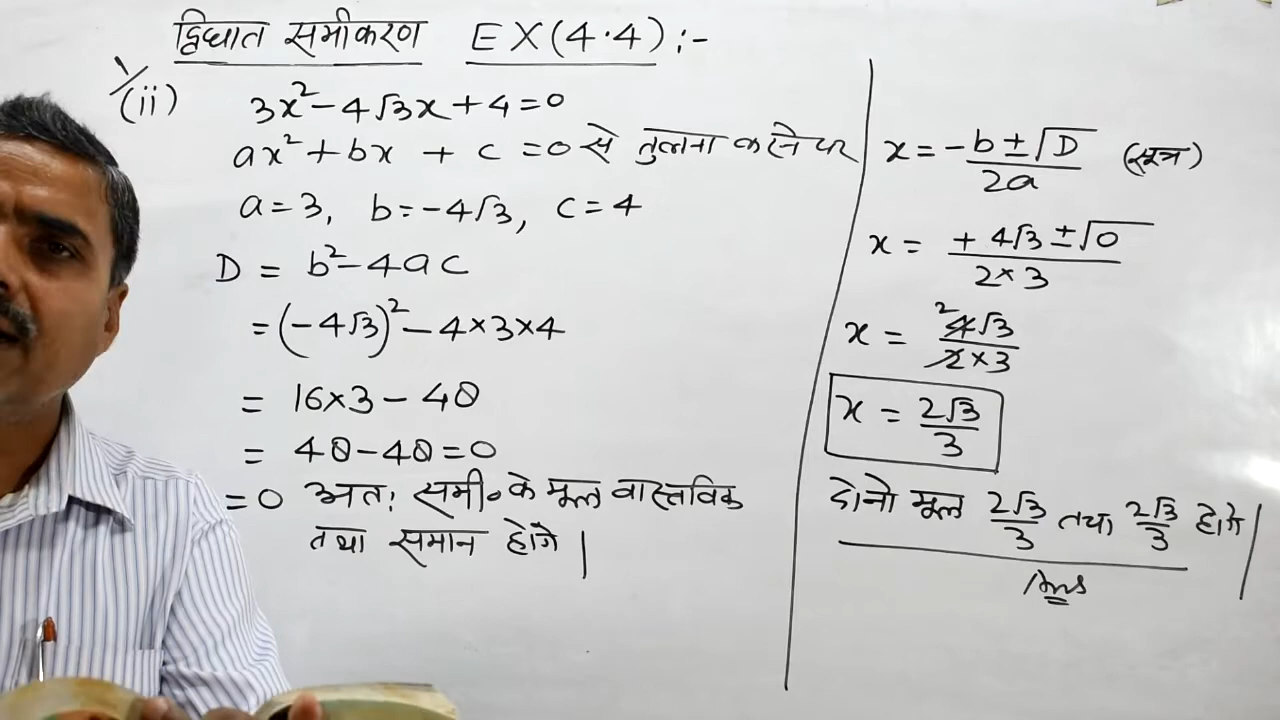 द्विघात समीकरण EX(4.4) :-
1/(ii) 3x²-4√3x+4=0
ax²+bx + c =0 से तुलना करने पर
a=3, b=-4√3, c=4
D = b²-4ac
=(-4√3)²-4×3×4
= 16×3-48
= 48-48=0
=0 अत: समी० के मूल वास्तविक
तथा समान होंगे |
x = -b±√D/2a (सूत्र)
x = +4√3±√0/2×3
x = ²4√3/2×3
x = 2√3/3
दोनो मूल 2√3/3 तथा 2√3/3 होंगे |
Ans